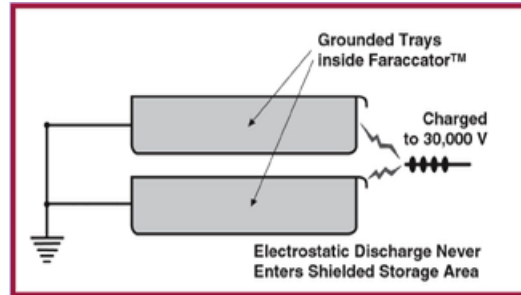 Grounded Trays
inside Faraccator™
Charged
to 30,000 V
Electrostatic Discharge Never
Enters Shielded Storage Area